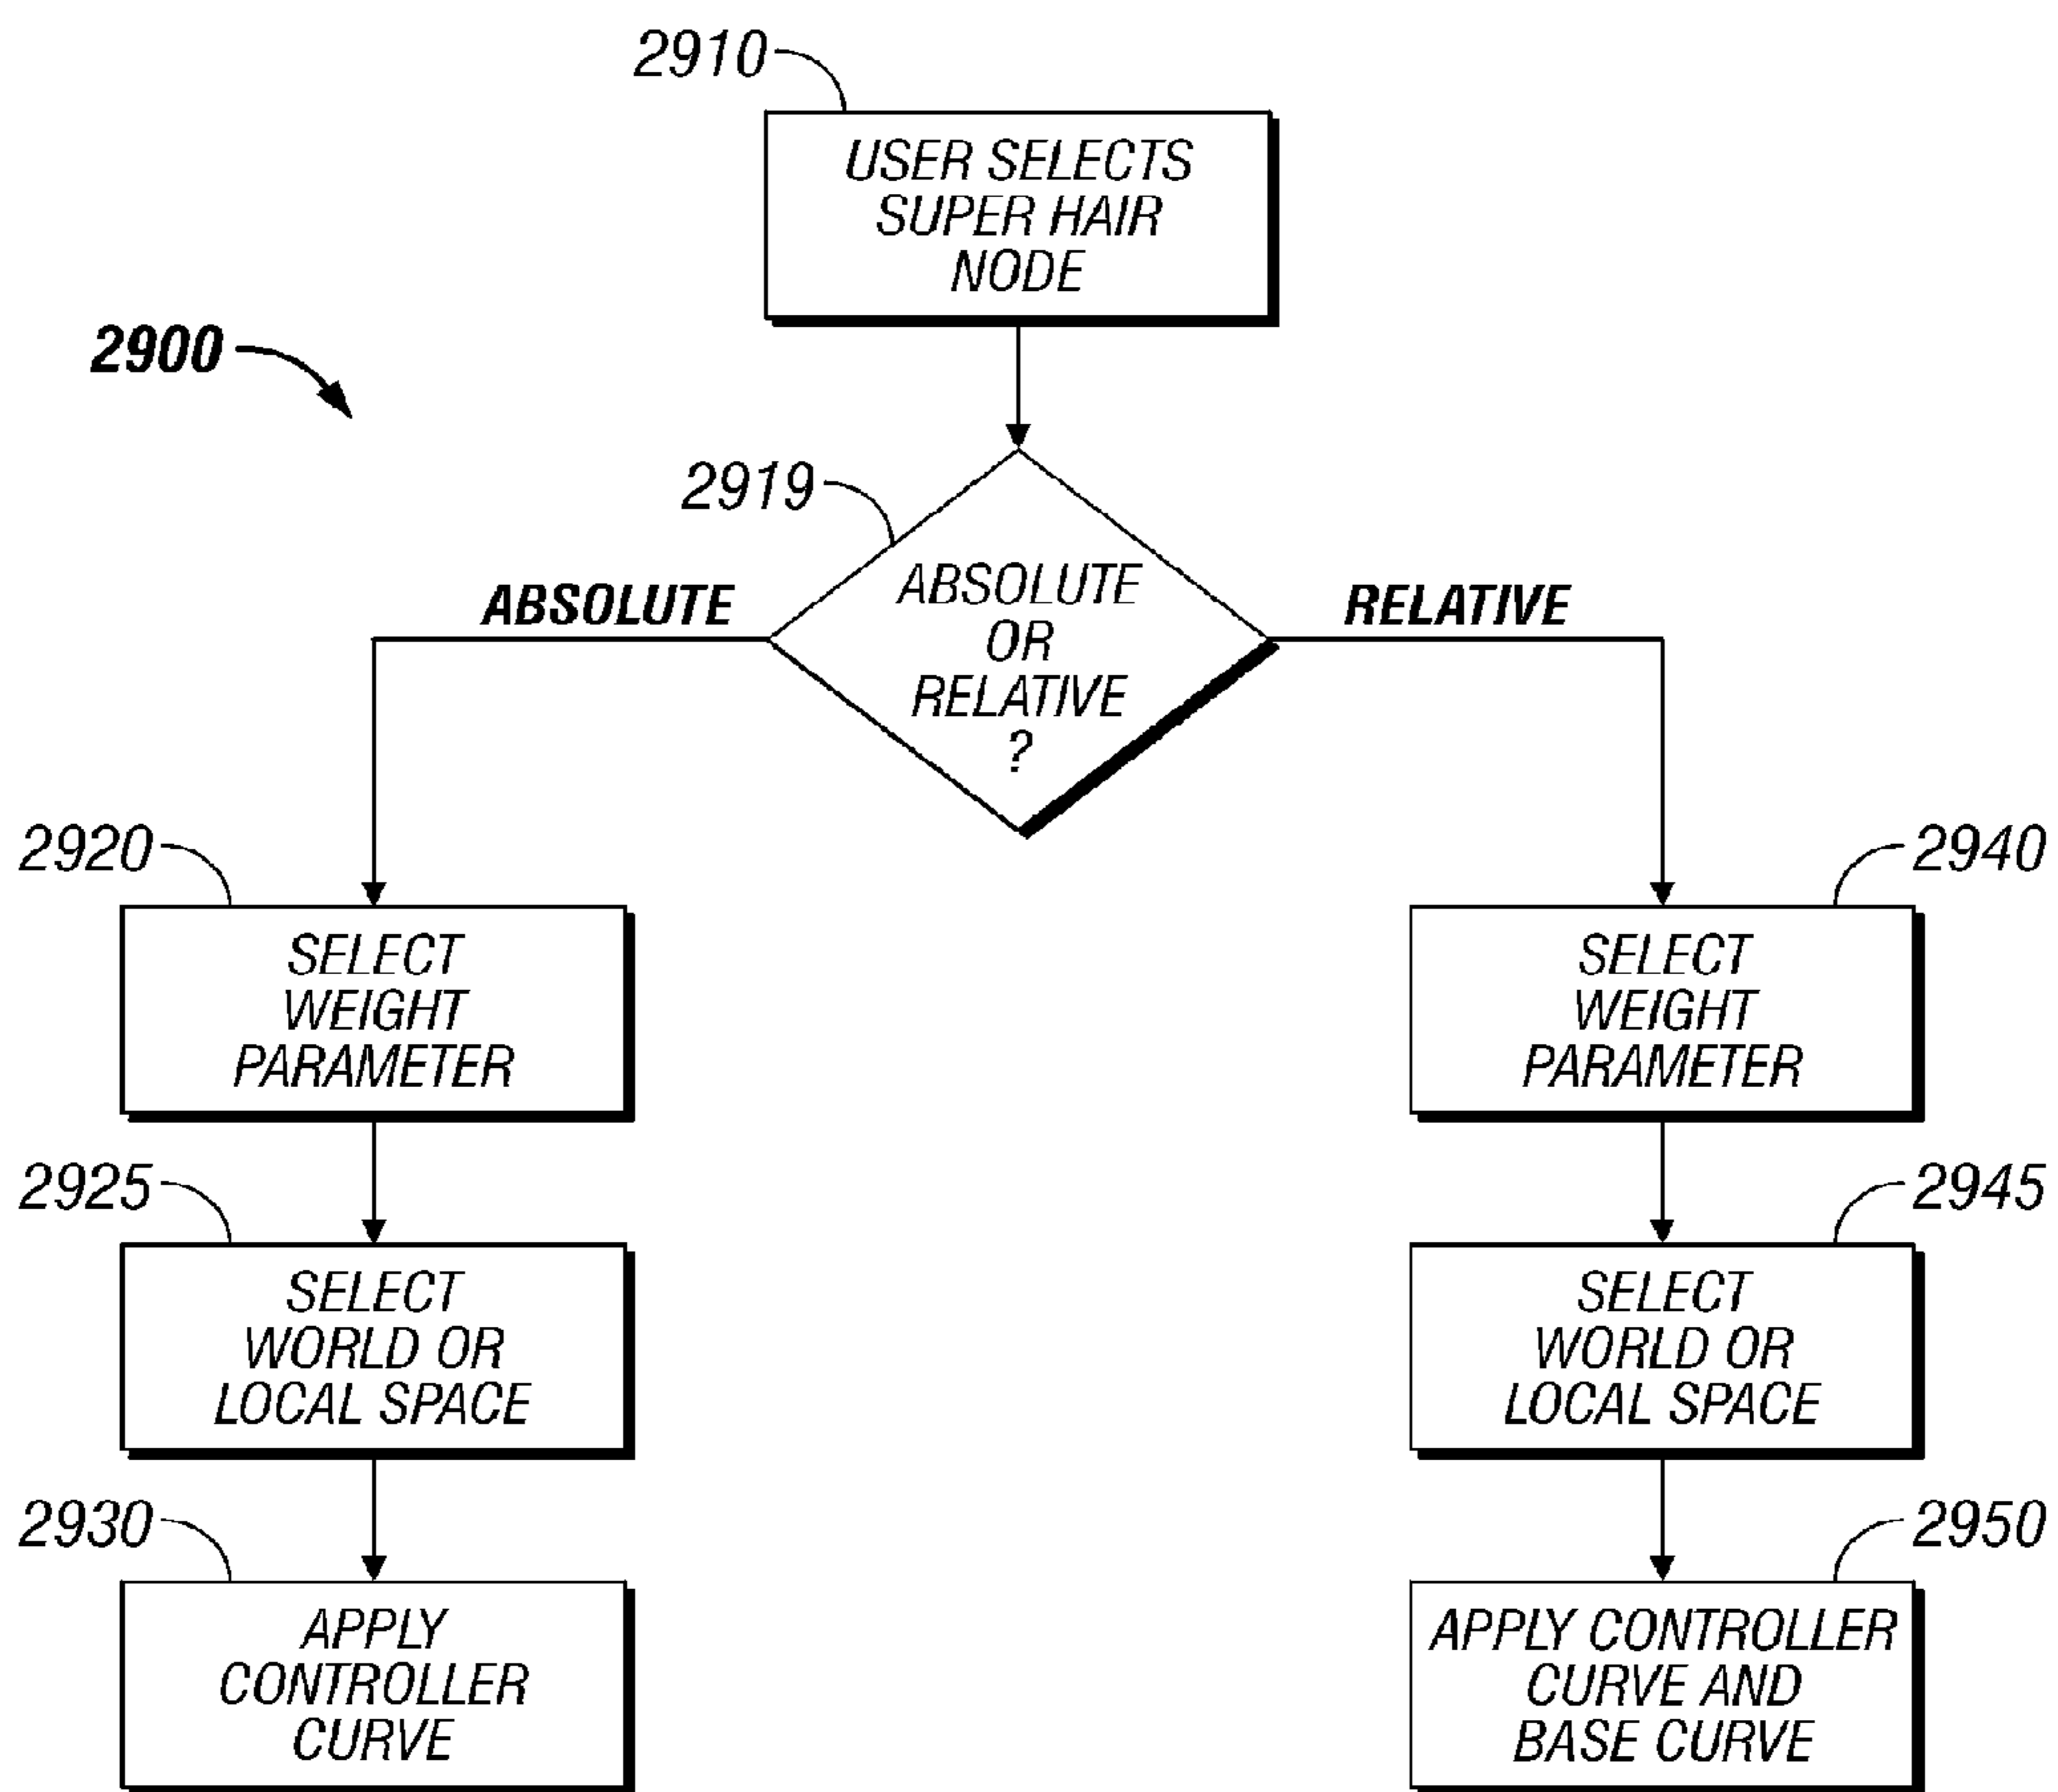 2910
USER SELECTS
SUPER HAIR
NODE
2900
2919
ABSOLUTE
OR
RELATIVE
?
ABSOLUTE
RELATIVE
2920
SELECT
WEIGHT
PARAMETER
2940
SELECT
WEIGHT
PARAMETER
2925
SELECT
WORLD OR
LOCAL SPACE
2945
SELECT
WORLD OR
LOCAL SPACE
2930
APPLY
CONTROLLER
CURVE
2950
APPLY CONTROLLER
CURVE AND
BASE CURVE